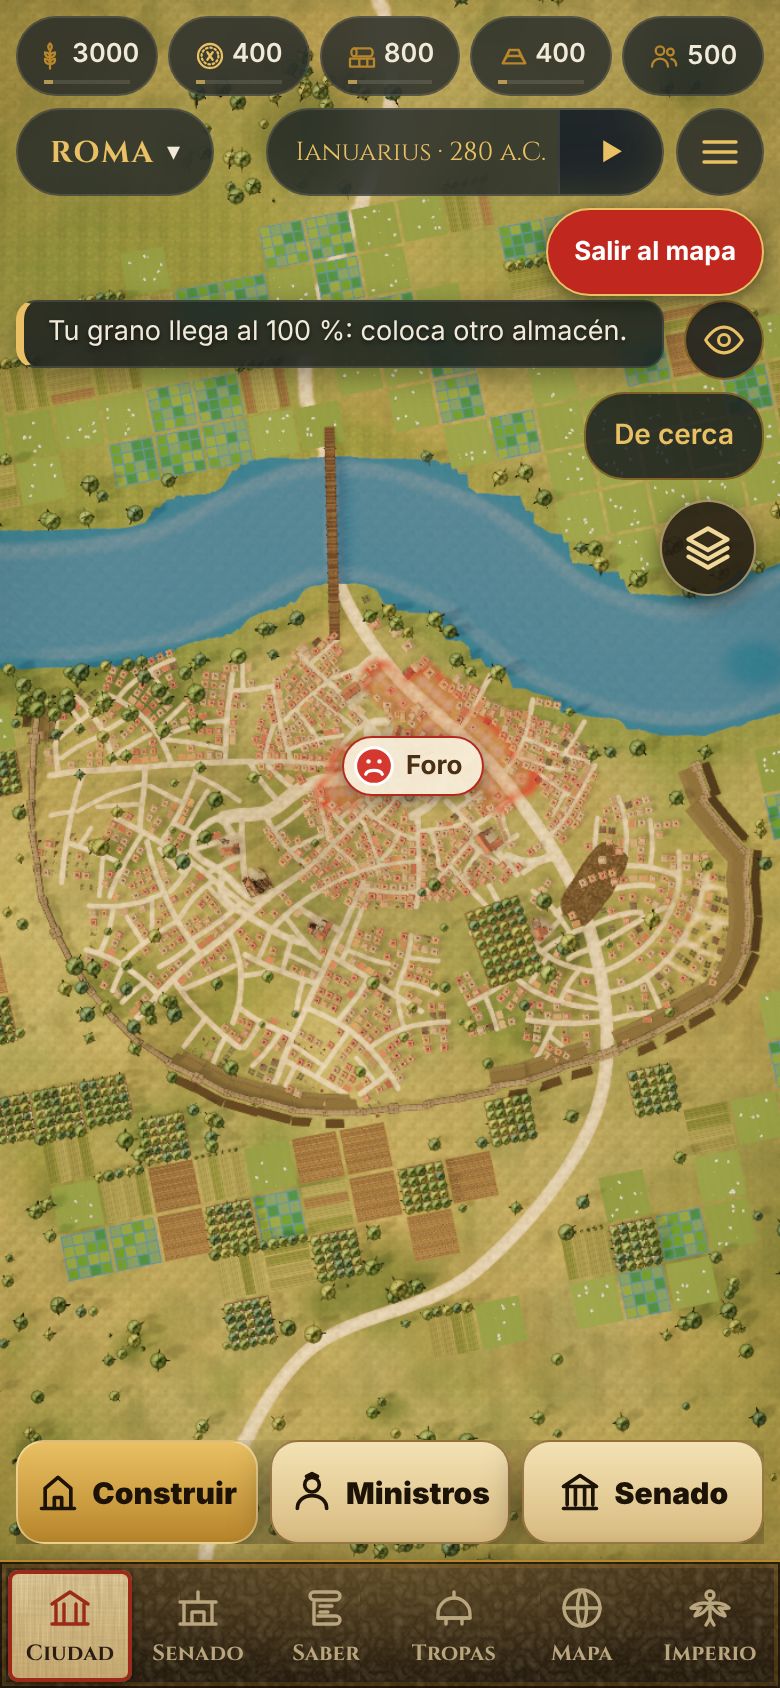 3000 400 800 400 500
ROMA ▾ Ianuarius · 280 a.C.
Salir al mapa
Tu grano llega al 100 %: coloca otro almacén.
De cerca
Foro
Construir Ministros Senado
Ciudad Senado Saber Tropas Mapa Imperio